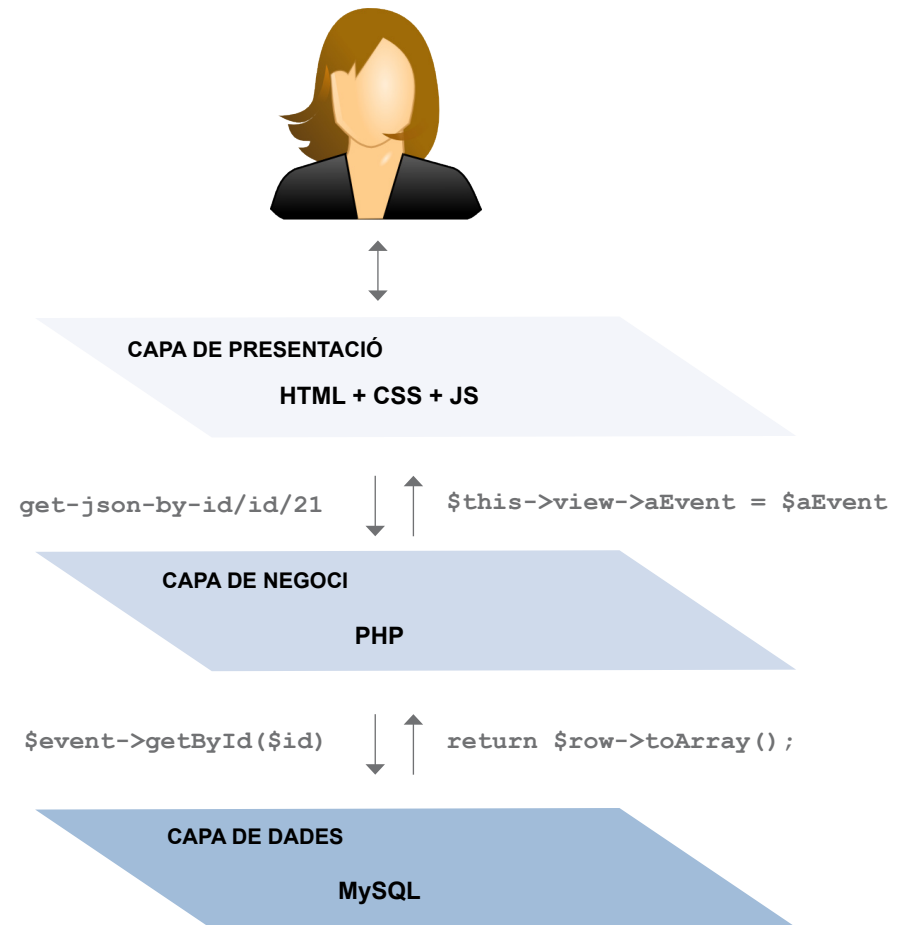 CAPA DE PRESENTACIÓ
HTML + CSS + JS
get-json-by-id/id/21
$this->view->aEvent = $aEvent
CAPA DE NEGOCI
PHP
$event->getById($id)
return $row->toArray();
CAPA DE DADES
MySQL